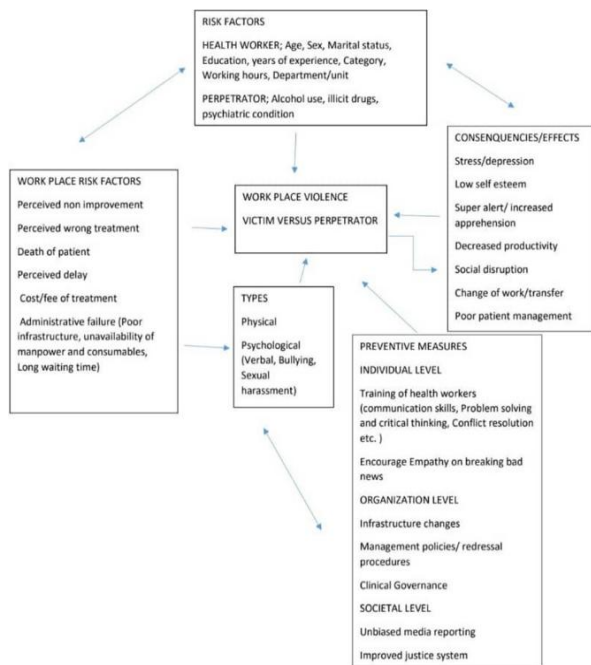 RISK FACTORS
HEALTH WORKER; Age, Sex, Marital status,
Education, years of experience, Category,
Working hours, Department/unit
PERPETRATOR; Alcohol use, illicit drugs,
psychiatric condition
CONSENQUENCIES/EFFECTS
Stress/depression
Low self esteem
Super alert/ increased
apprehension
Decreased productivity
Social disruption
Change of work/transfer
Poor patient management
WORK PLACE RISK FACTORS
Perceived non improvement
Perceived wrong treatment
Death of patient
Perceived delay
Cost/fee of treatment
Administrative failure (Poor
infrastructure, unavailability of
manpower and consumables,
Long waiting time)
WORK PLACE VIOLENCE
VICTIM VERSUS PERPETRATOR
TYPES
Physical
Psychological
(Verbal, Bullying,
Sexual
harassment)
PREVENTIVE MEASURES
INDIVIDUAL LEVEL
Training of health workers
(communication skills, Problem solving
and critical thinking, Conflict resolution
etc. )
Encourage Empathy on breaking bad
news
ORGANIZATION LEVEL
Infrastructure changes
Management policies/ redressal
procedures
Clinical Governance
SOCIETAL LEVEL
Unbiased media reporting
Improved justice system